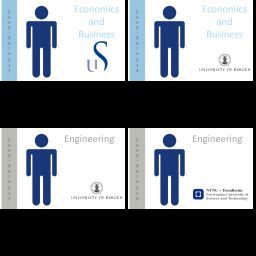 Economics
and
Business
uS
Economics
and
Business
UNIVERSITY OF BERGEN
Engineering
UNIVERSITY OF BERGEN
Engineering
NTNU – Trondheim
Norwegian University of
Science and Technology